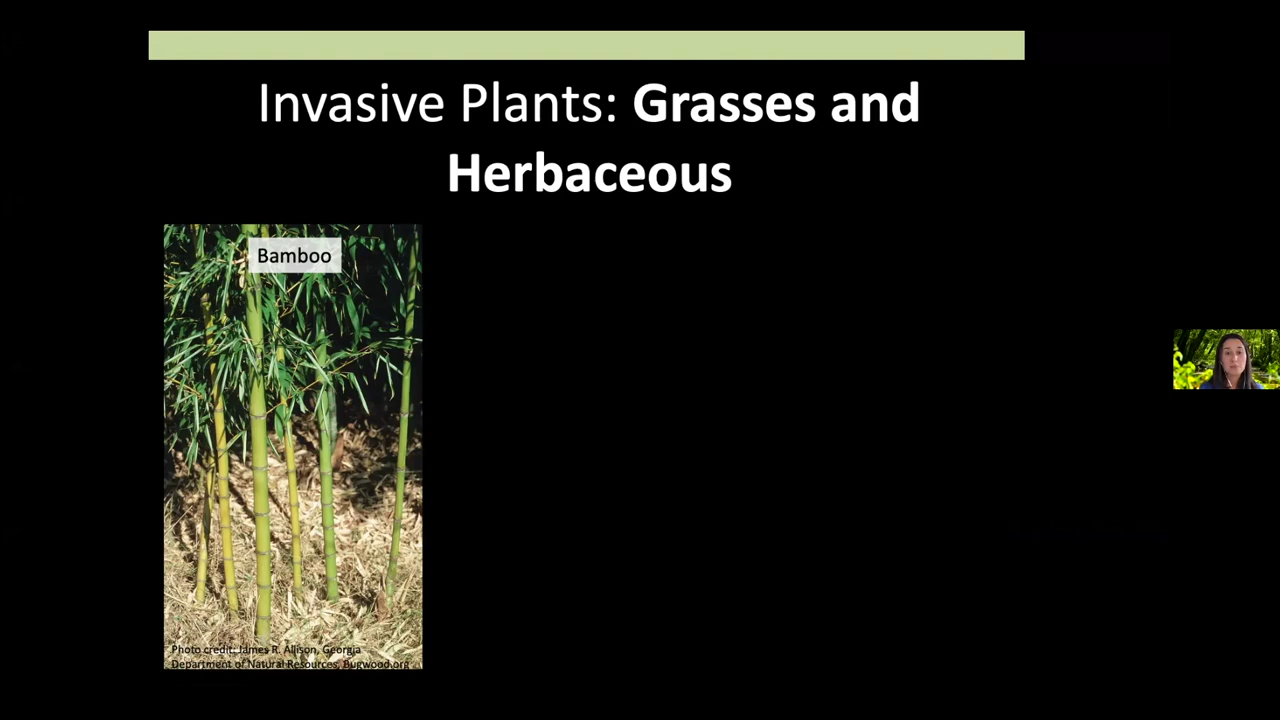 Invasive Plants: Grasses and
Herbaceous
Bamboo
Photo credit: James R. Allison, Georgia
Department of Natural Resources, Bugwood.org